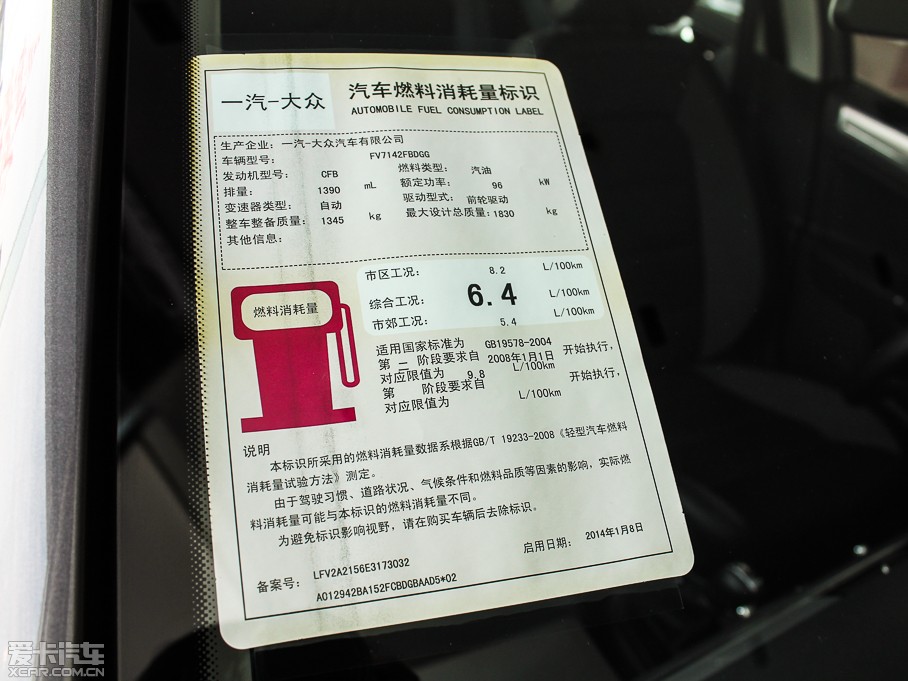 一汽-大众
汽车燃料消耗量标识
AUTOMOBILE FUEL CONSUMPTION LABEL
生产企业: 一汽-大众汽车有限公司
车辆型号: FV7142FBDGG
发动机型号: CFB 燃料类型: 汽油
排量: 1390 mL 额定功率: 96 kW
变速器类型: 自动 驱动型式: 前轮驱动
整车整备质量: 1345 kg 最大设计总质量: 1830 kg
其他信息:
燃料消耗量
市区工况: 8.2 L/100km
综合工况: 6.4 L/100km
市郊工况: 5.4 L/100km
适用国家标准为 GB19578-2004
第 二 阶段要求自 2008年1月1日 开始执行,
对应限值为 9.8 L/100km
第 阶段要求自 开始执行,
对应限值为 L/100km
说明
本标识所采用的燃料消耗量数据系根据GB/T 19233-2008《轻型汽车燃料
消耗量试验方法》测定。
由于驾驶习惯、道路状况、气候条件和燃料品质等因素的影响,实际燃
料消耗量可能与本标识的燃料消耗量不同。
为避免标识影响视野,请在购买车辆后去除标识。
备案号: LFV2A2156E3173032 启用日期: 2014年1月8日
A012942BA152FCBDGBAAD5*02
爱卡汽车
XCAR.COM.CN